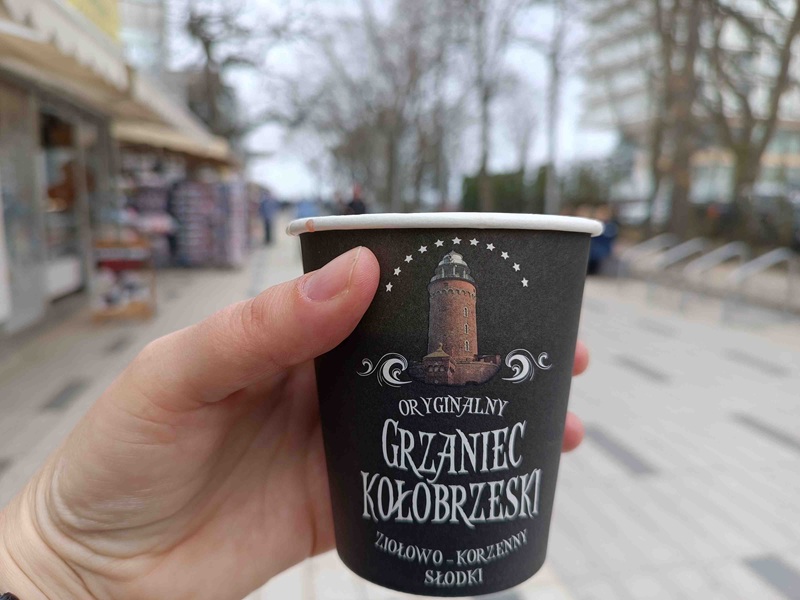 ORYGINALNY
GRZANIEC
KOŁOBRZESKI
ZIOŁOWO - KORZENNY
SŁODKI